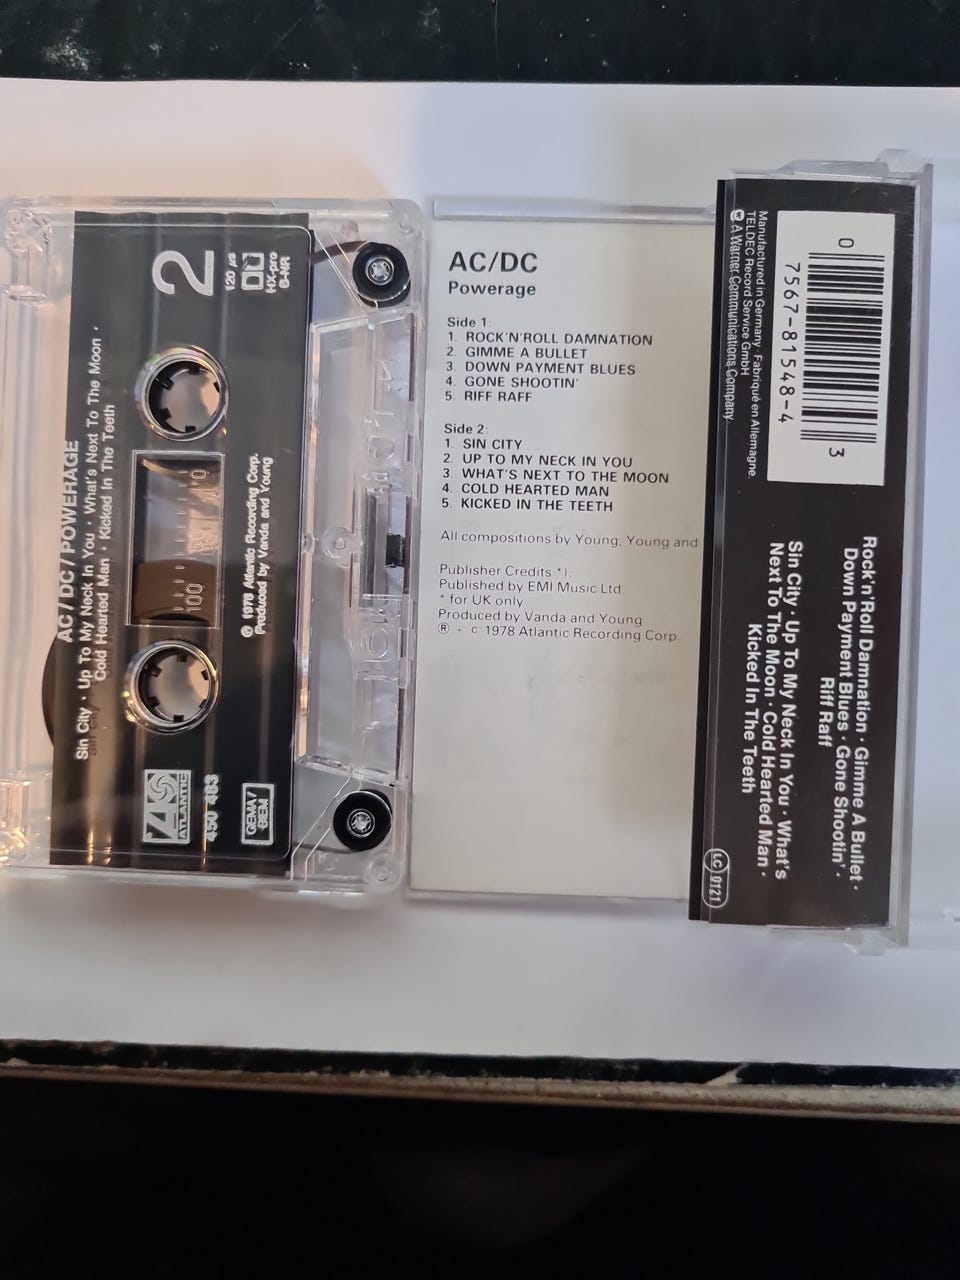 AC/DC / POWERAGE
Sin City · Up To My Neck In You · What's Next To The Moon ·
Cold Hearted Man · Kicked In The Teeth
2
120 µs
HX-pro
B-NR
℗ 1978 Atlantic Recording Corp.
Produced by Vanda and Young
ATLANTIC
450 483
GEMA/
BIEM
0 50 100
AC/DC
Powerage
Side 1:
1. ROCK'N'ROLL DAMNATION
2. GIMME A BULLET
3. DOWN PAYMENT BLUES
4. GONE SHOOTIN'
5. RIFF RAFF
Side 2:
1. SIN CITY
2. UP TO MY NECK IN YOU
3. WHAT'S NEXT TO THE MOON
4. COLD HEARTED MAN
5. KICKED IN THE TEETH
All compositions by Young, Young and
Publisher Credits *):
Published by EMI Music Ltd.
* for UK only
Produced by Vanda and Young
℗ + © 1978 Atlantic Recording Corp
Manufactured in Germany · Fabriqué en Allemagne.
TELDEC Record Service GmbH
A Warner Communications Company
0
7567-81548-4
3
Rock'n'Roll Damnation · Gimme A Bullet ·
Down Payment Blues · Gone Shootin' ·
Riff Raff
Sin City · Up To My Neck In You · What's
Next To The Moon · Cold Hearted Man ·
Kicked In The Teeth
LC 0121